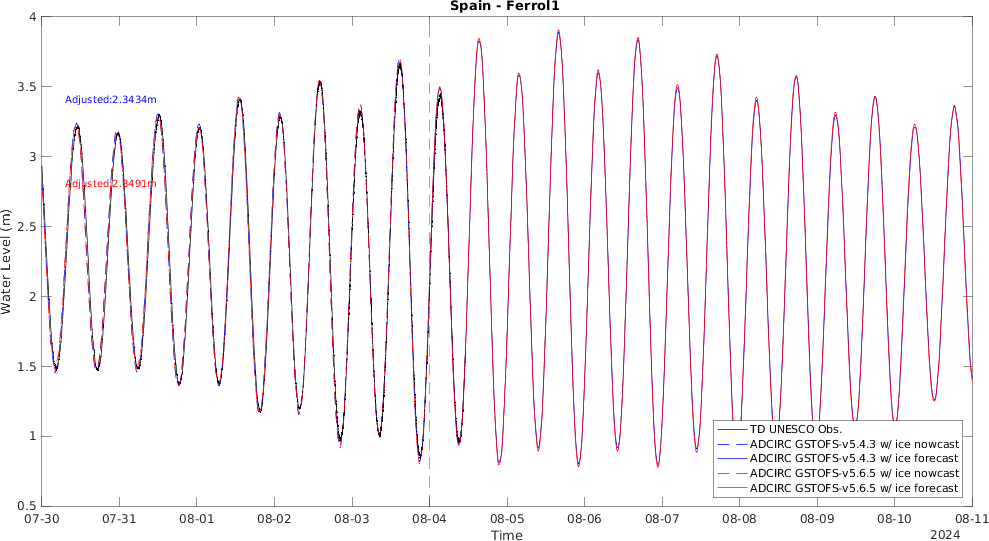 Spain - Ferrol1
4
3.5
3
2.5
2
1.5
1
0.5
Water Level (m)
Adjusted:2.3434m
Adjusted:2.3491m
TD UNESCO Obs.
ADCIRC GSTOFS-v5.4.3 w/ ice nowcast
ADCIRC GSTOFS-v5.4.3 w/ ice forecast
ADCIRC GSTOFS-v5.6.5 w/ ice nowcast
ADCIRC GSTOFS-v5.6.5 w/ ice forecast
07-30 07-31 08-01 08-02 08-03 08-04 08-05 08-06 08-07 08-08 08-09 08-10 08-11
Time
2024